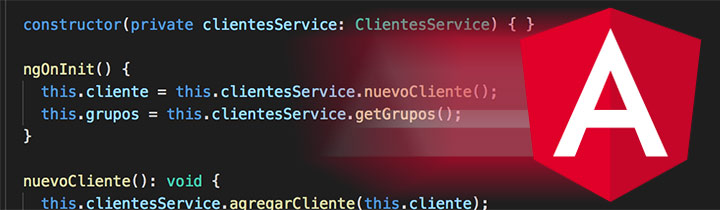 constructor(private clientesService: ClientesService) { }
ngOnInit() {
this.cliente = this.clientesService.nuevoCliente();
this.grupos = this.clientesService.getGrupos();
}
nuevoCliente(): void {
this.clientesService.agregarCliente(this.cliente);
A